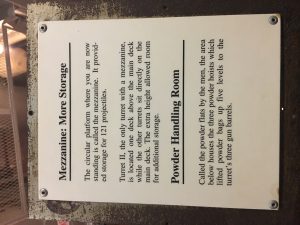 Mezzanine: More Storage
The circular platform where you are now
standing is called the mezzanine. It provid-
ed storage for 121 projectiles.
Turret II, the only turret with a mezzanine,
is located one deck above the main deck
while the other turrets sit directly on the
main deck. The extra height allowed room
for additional storage.
Powder Handling Room
Called the powder flats by the men, the area
below houses the three powder hoists which
lifted powder bags up five levels to the
turret's three gun barrels.